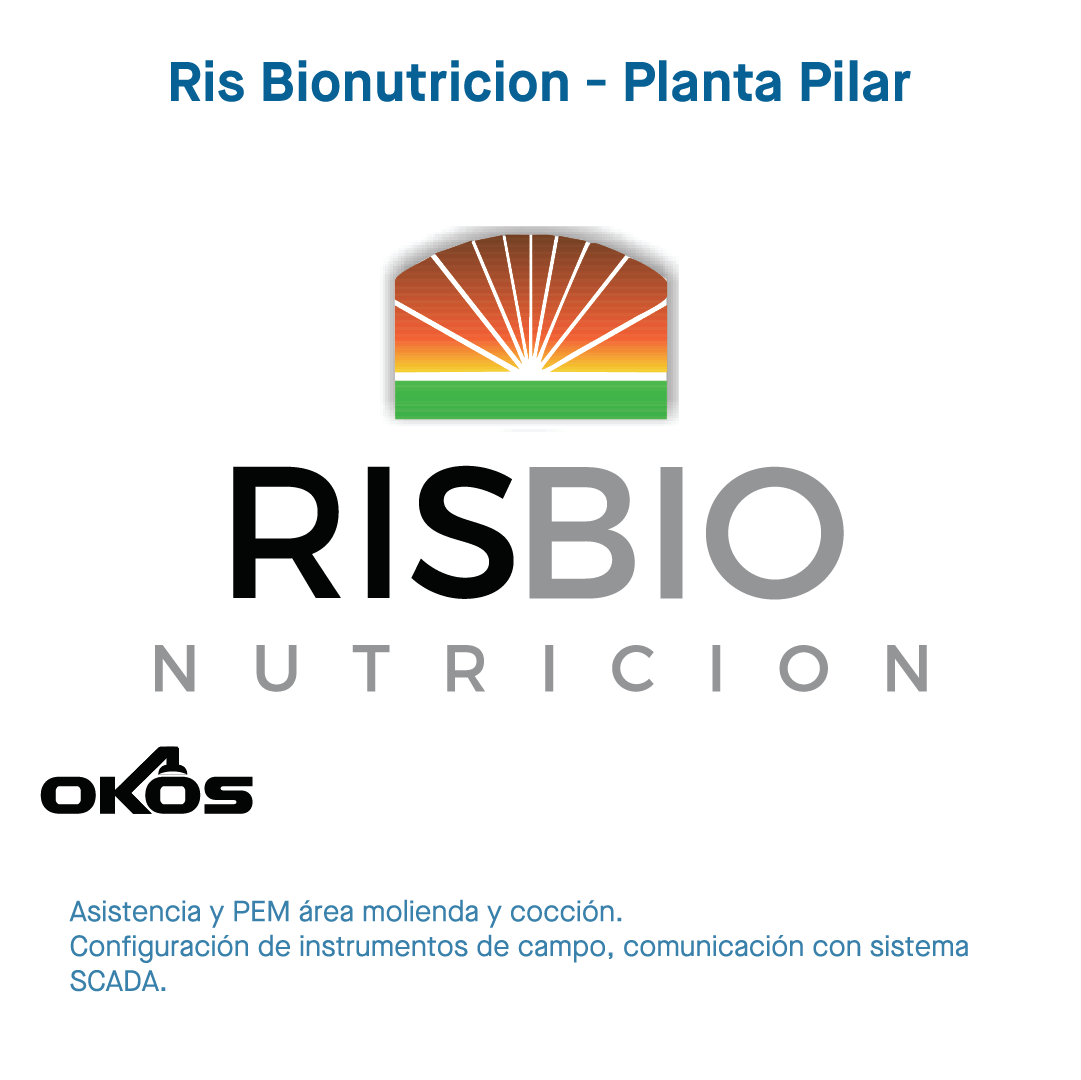 Ris Bionutricion - Planta Pilar
RISBIO
NUTRICION
OKOS
Asistencia y PEM área molienda y cocción.
Configuración de instrumentos de campo, comunicación con sistema
SCADA.